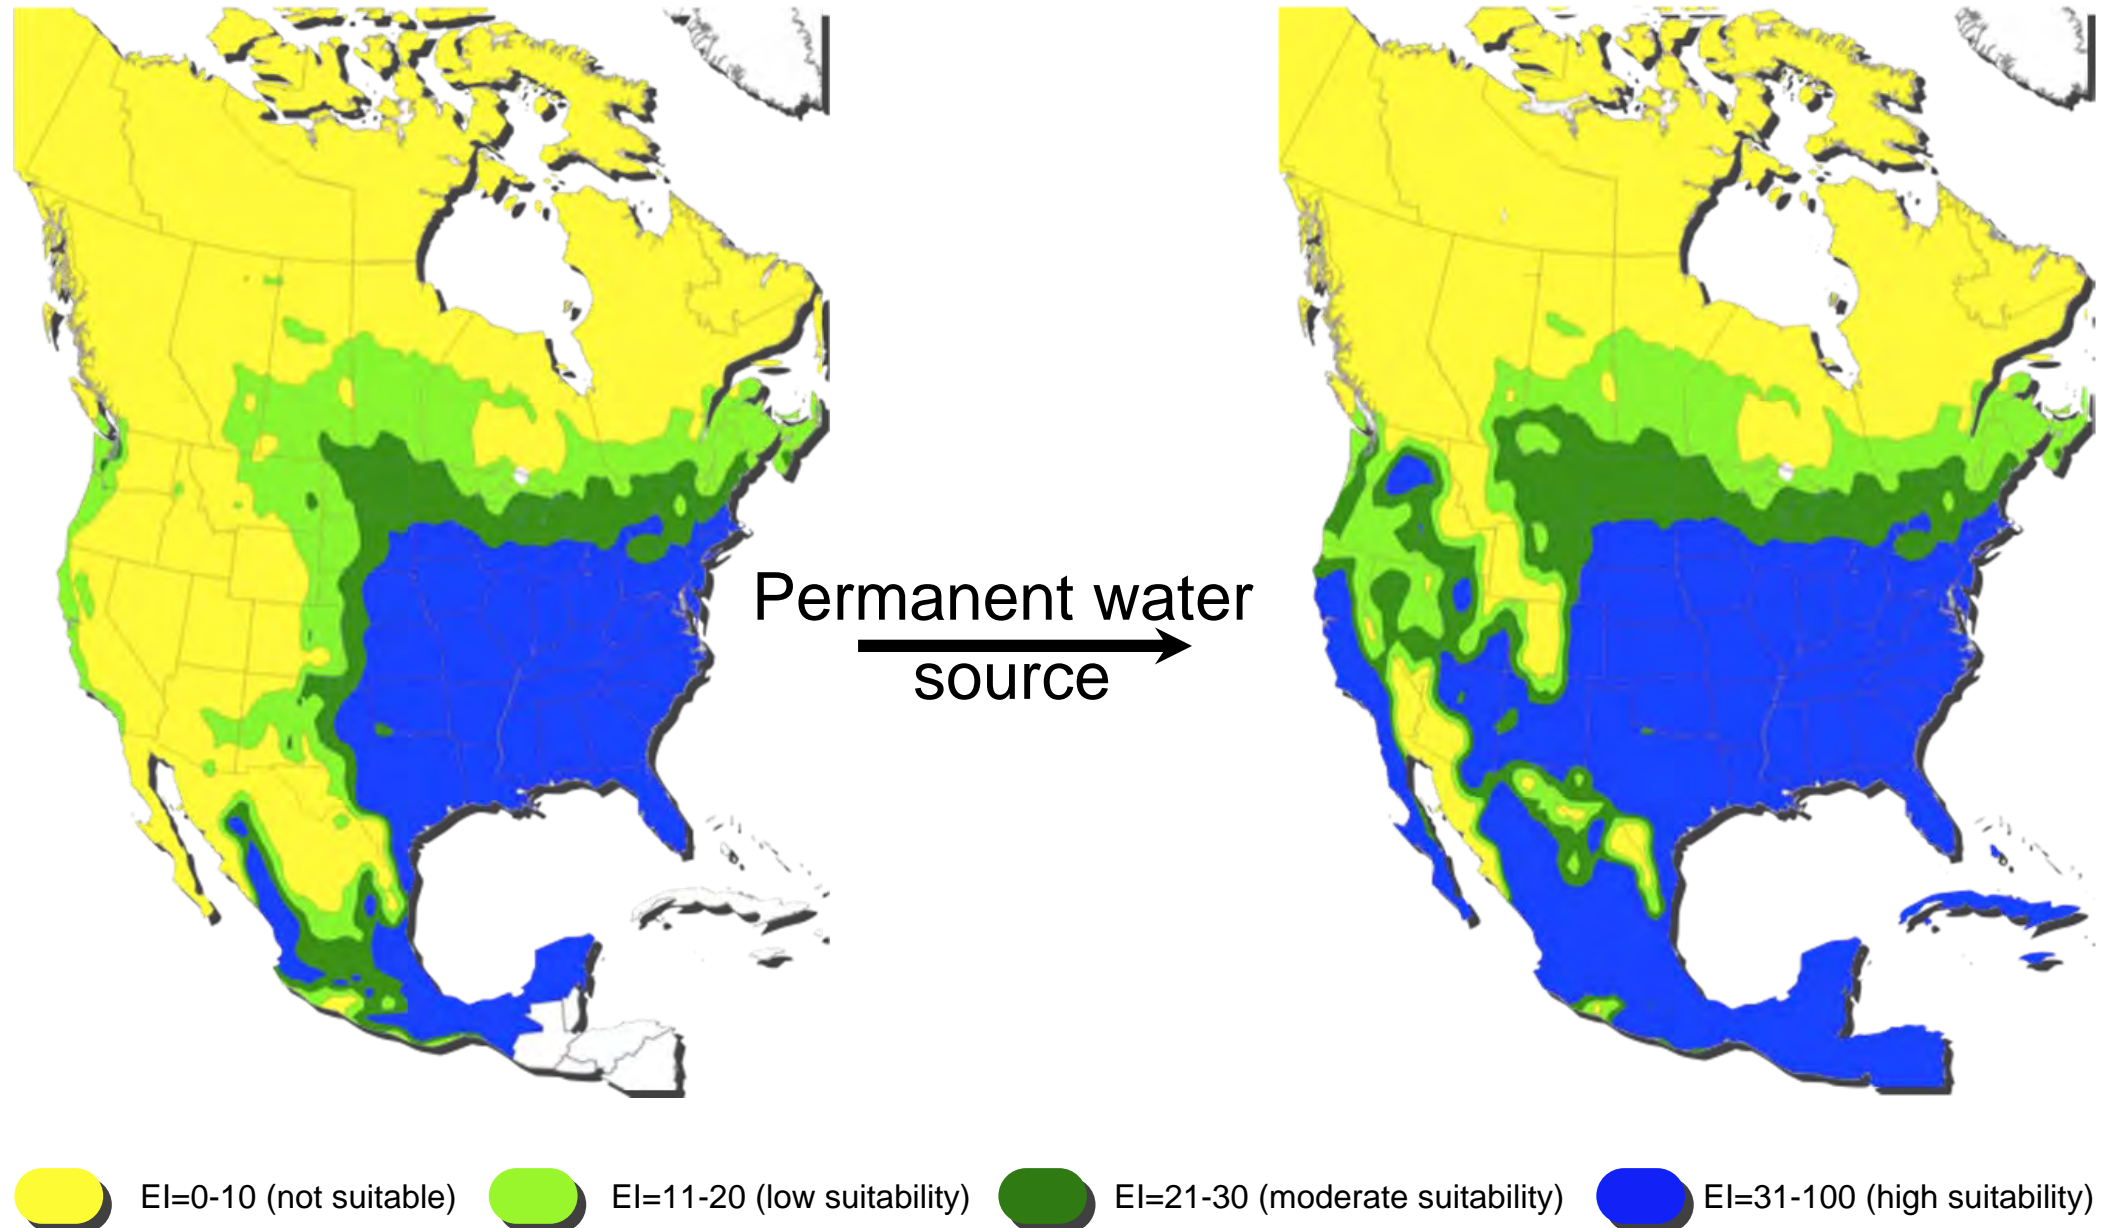 Permanent water
source
EI=0-10 (not suitable)
EI=11-20 (low suitability)
EI=21-30 (moderate suitability)
EI=31-100 (high suitability)